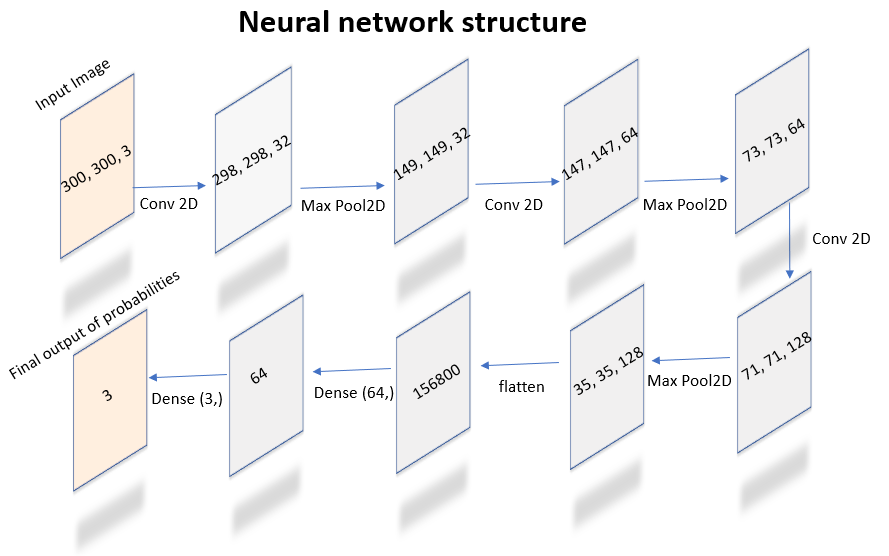 Neural network structure
Input Image
300, 300, 3
Conv 2D
298, 298, 32
Max Pool2D
149, 149, 32
Conv 2D
147, 147, 64
Max Pool2D
73, 73, 64
Conv 2D
71, 71, 128
Max Pool2D
35, 35, 128
flatten
156800
Dense (64,)
64
Dense (3,)
3
Final output of probabilities